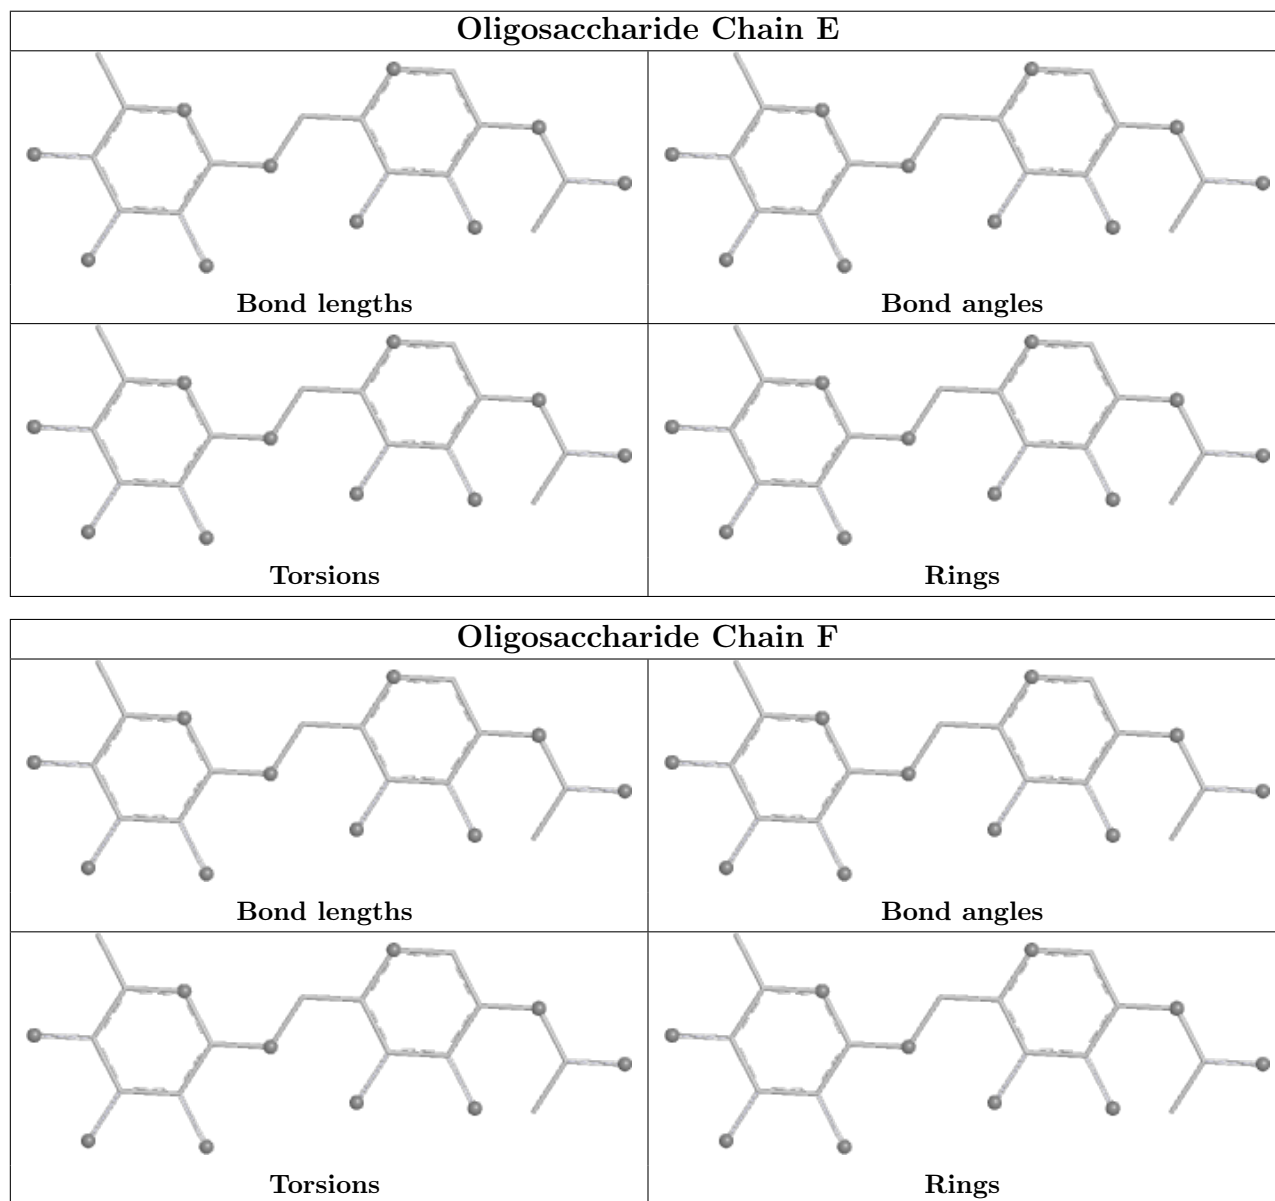 Oligosaccharide Chain E
Bond lengths
Bond angles
Torsions
Rings
Oligosaccharide Chain F
Bond lengths
Bond angles
Torsions
Rings